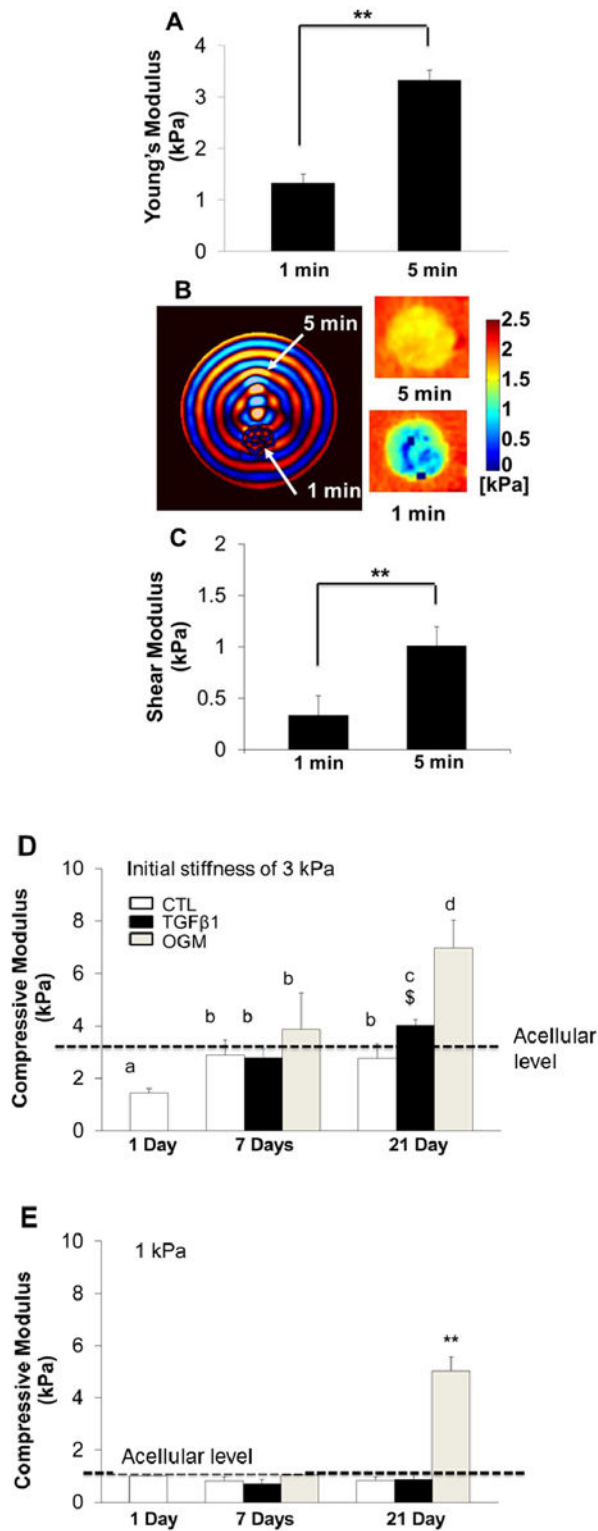 A
**
Young's Modulus
(kPa)
4
3
2
1
0
1 min
5 min
B
5 min
1 min
5 min
1 min
2.5
2
1.5
1
0.5
0
[kPa]
C
**
Shear Modulus
(kPa)
2
1.5
1
0.5
0
1 min
5 min
D
Initial stiffness of 3 kPa
CTL
TGFβ1
OGM
Compressive Modulus
(kPa)
10
8
6
4
2
0
a
b
b
b
b
c
$
d
Acellular
level
1 Day
7 Days
21 Day
E
1 kPa
Compressive Modulus
(kPa)
10
8
6
4
2
0
**
Acellular level
1 Day
7 Days
21 Day